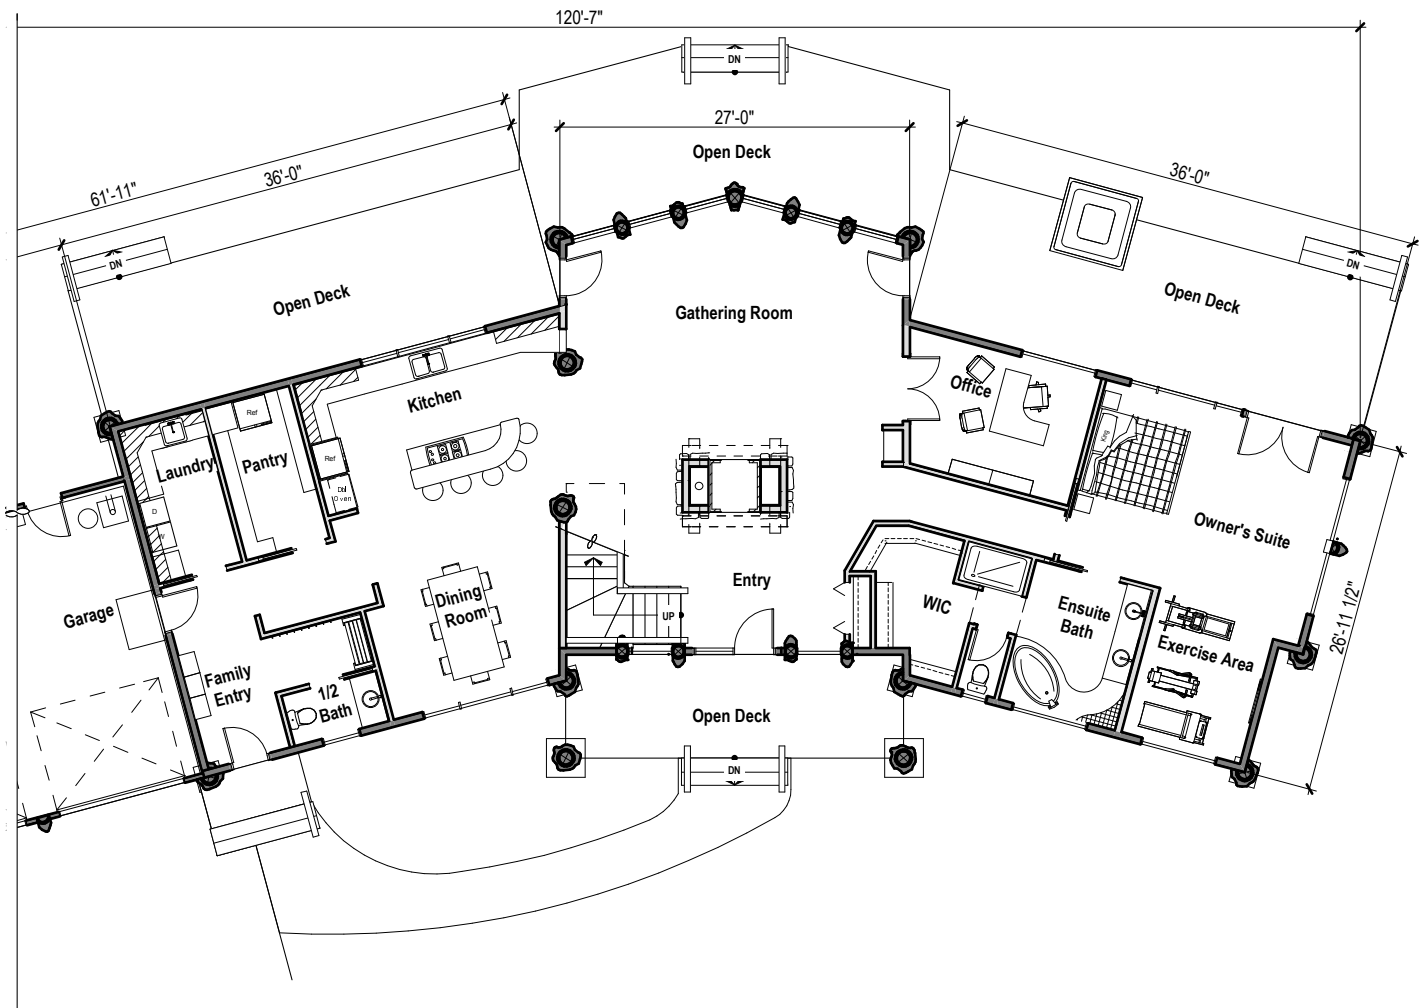 120'-7"
DN
27'-0"
Open Deck
61'-11"
36'-0"
36'-0"
DN
DN
Open Deck
Open Deck
Gathering Room
Office
Kitchen
Ref
King
Laundry
Pantry
Ref
Dbl
Oven
D
W
Owner's Suite
Garage
Entry
Dining
Room
UP
WIC
Ensuite
Bath
26'-11 1/2"
Exercise Area
Family
Entry
1/2
Bath
Open Deck
DN